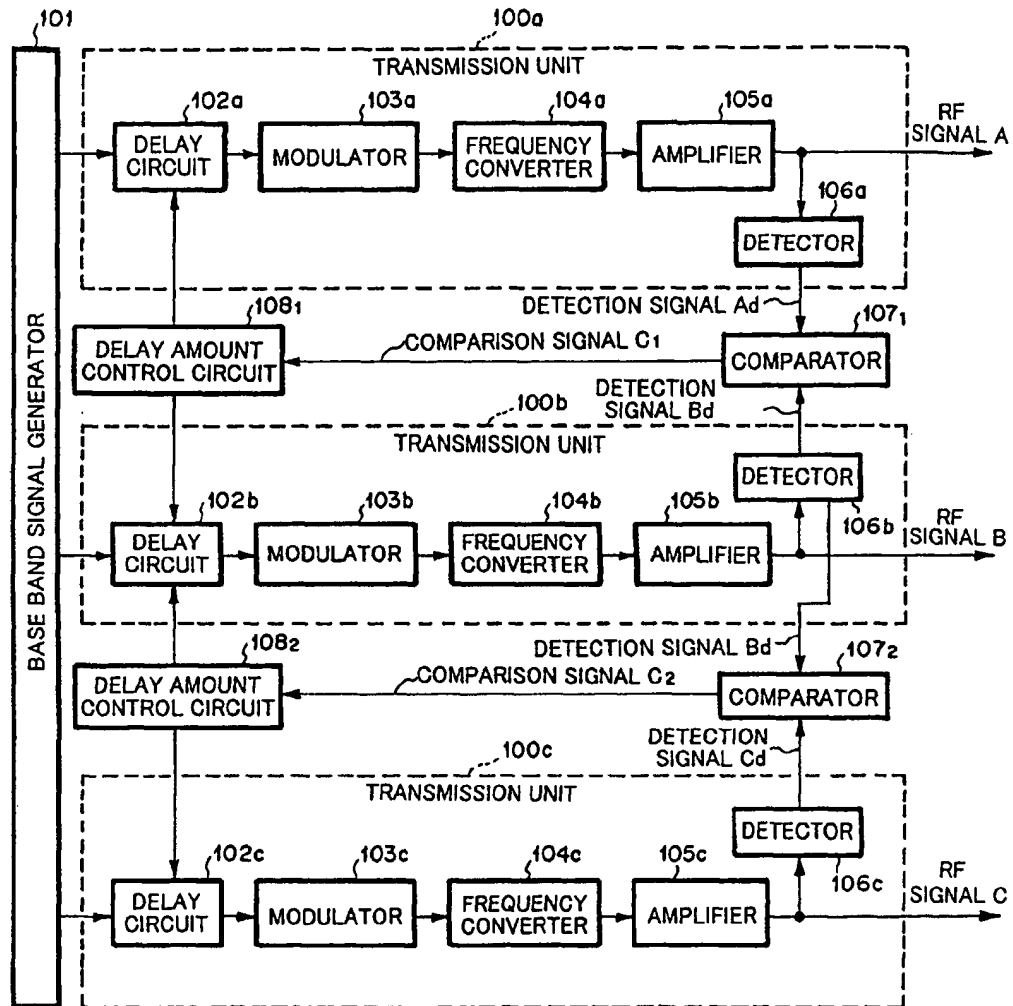 101
100a
TRANSMISSION UNIT
102a
103a
104a
105a
RF
SIGNAL A
DELAY
CIRCUIT
MODULATOR
FREQUENCY
CONVERTER
AMPLIFIER
106a
DETECTOR
DETECTION SIGNAL Ad
108₁
107₁
DELAY AMOUNT
CONTROL CIRCUIT
COMPARISON SIGNAL C₁
COMPARATOR
DETECTION
SIGNAL Bd
100b
TRANSMISSION UNIT
DETECTOR
102b
103b
104b
105b
106b
RF
SIGNAL B
DELAY
CIRCUIT
MODULATOR
FREQUENCY
CONVERTER
AMPLIFIER
BASE BAND SIGNAL GENERATOR
DETECTION SIGNAL Bd
108₂
107₂
DELAY AMOUNT
CONTROL CIRCUIT
COMPARISON SIGNAL C₂
COMPARATOR
DETECTION
SIGNAL Cd
100c
TRANSMISSION UNIT
DETECTOR
102c
103c
104c
105c
106c
RF
SIGNAL C
DELAY
CIRCUIT
MODULATOR
FREQUENCY
CONVERTER
AMPLIFIER